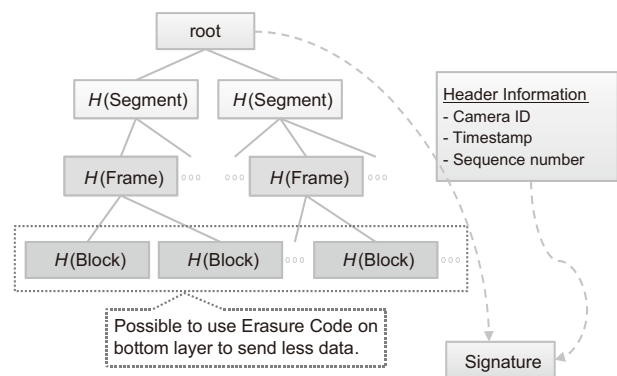 root
H(Segment)
H(Segment)
Header Information
- Camera ID
- Timestamp
- Sequence number
H(Frame)
H(Frame)
H(Block)
H(Block)
H(Block)
Possible to use Erasure Code on
bottom layer to send less data.
Signature